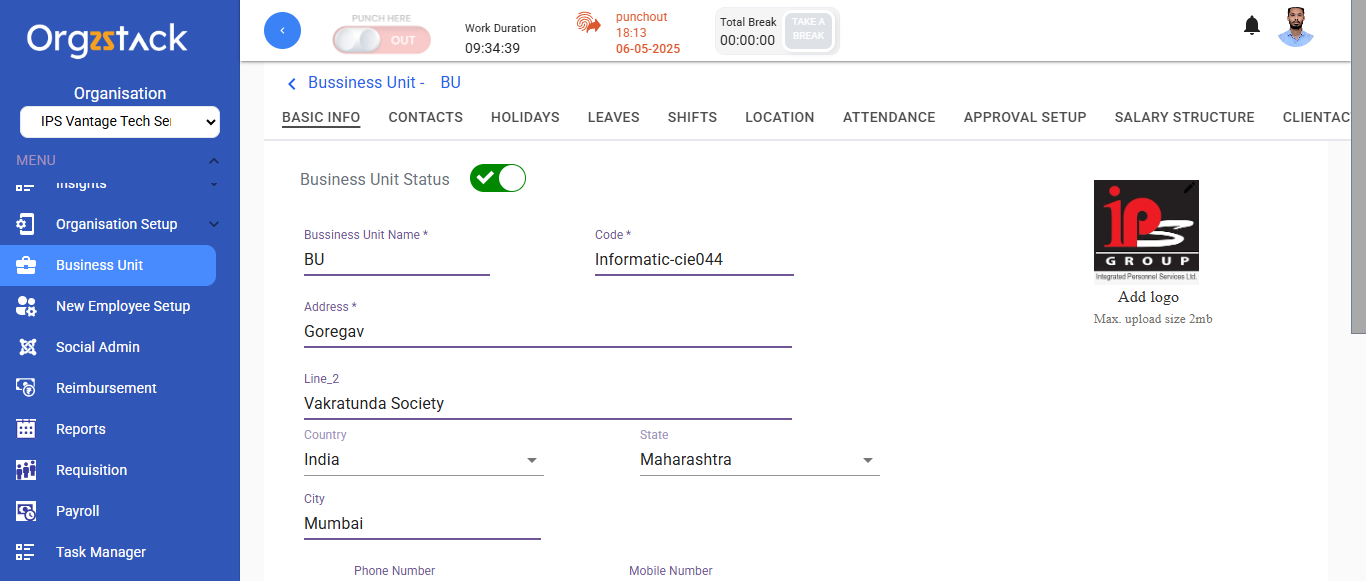 Orgzstack
Organisation
IPS Vantage Tech Ser
MENU
Insights
Organisation Setup
Business Unit
New Employee Setup
Social Admin
Reimbursement
Reports
Requisition
Payroll
Task Manager
PUNCH HERE
OUT
Work Duration
09:34:39
punchout
18:13
06-05-2025
Total Break
00:00:00
TAKE A
BREAK
Bussiness Unit - BU
BASIC INFO CONTACTS HOLIDAYS LEAVES SHIFTS LOCATION ATTENDANCE APPROVAL SETUP SALARY STRUCTURE CLIENTAC
Business Unit Status
Bussiness Unit Name *
BU
Code *
Informatic-cie044
Address *
Goregav
Line_2
Vakratunda Society
Country
India
State
Maharashtra
City
Mumbai
Phone Number
Mobile Number
iPS
GROUP
Integrated Personnel Services Ltd.
Add logo
Max. upload size 2mb